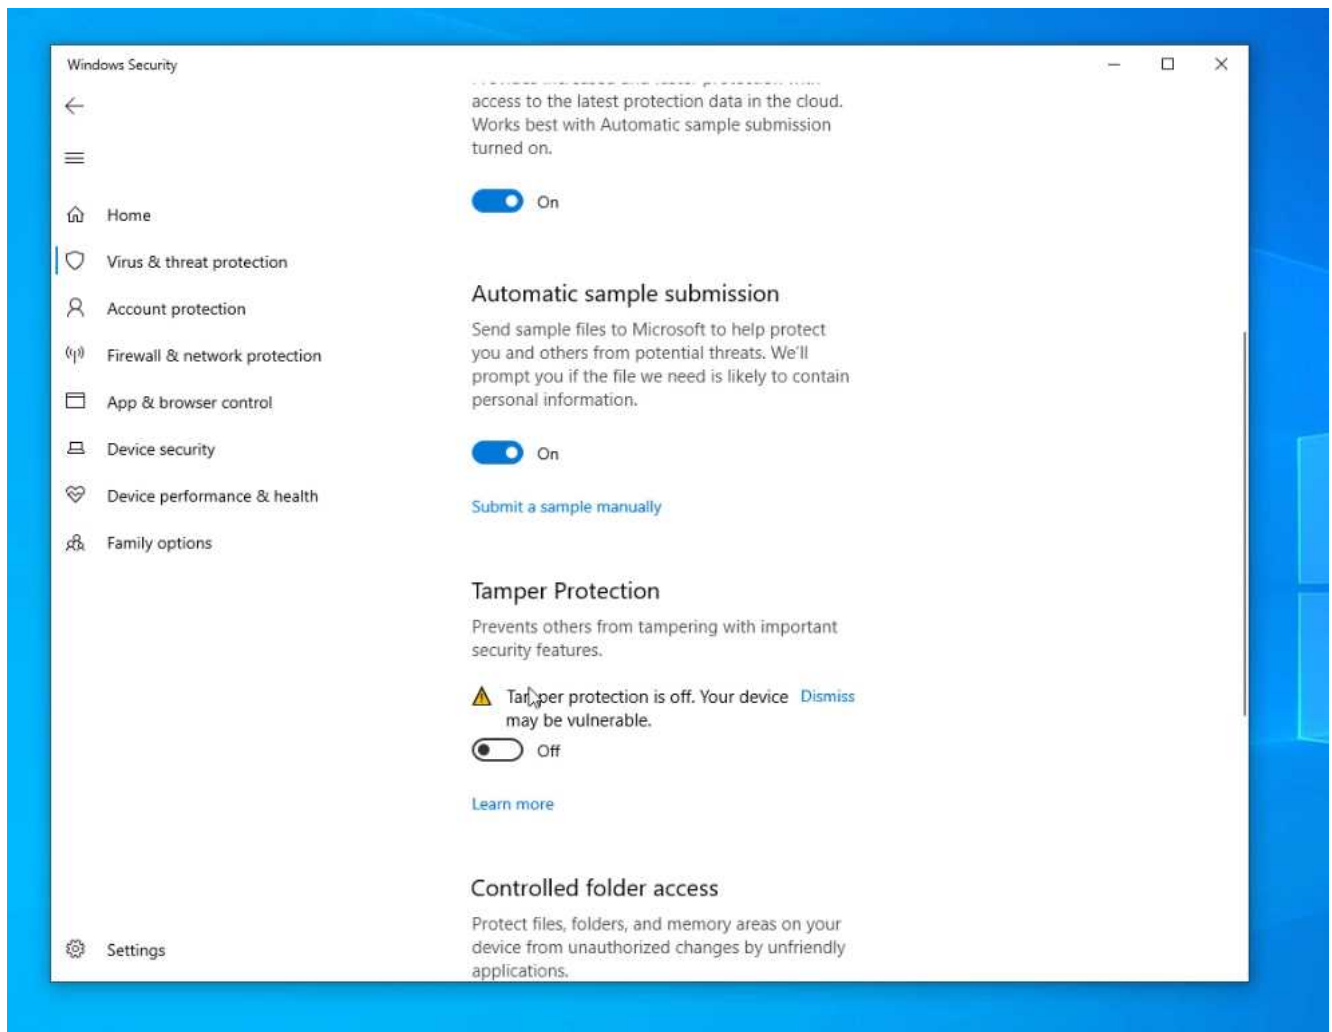 Windows Security
access to the latest protection data in the cloud.
Works best with Automatic sample submission
turned on.
On
Home
Virus & threat protection
Account protection
Firewall & network protection
App & browser control
Device security
Device performance & health
Family options
Settings
Automatic sample submission
Send sample files to Microsoft to help protect
you and others from potential threats. We'll
prompt you if the file we need is likely to contain
personal information.
On
Submit a sample manually
Tamper Protection
Prevents others from tampering with important
security features.
Tamper protection is off. Your device Dismiss
may be vulnerable.
Off
Learn more
Controlled folder access
Protect files, folders, and memory areas on your
device from unauthorized changes by unfriendly
applications.